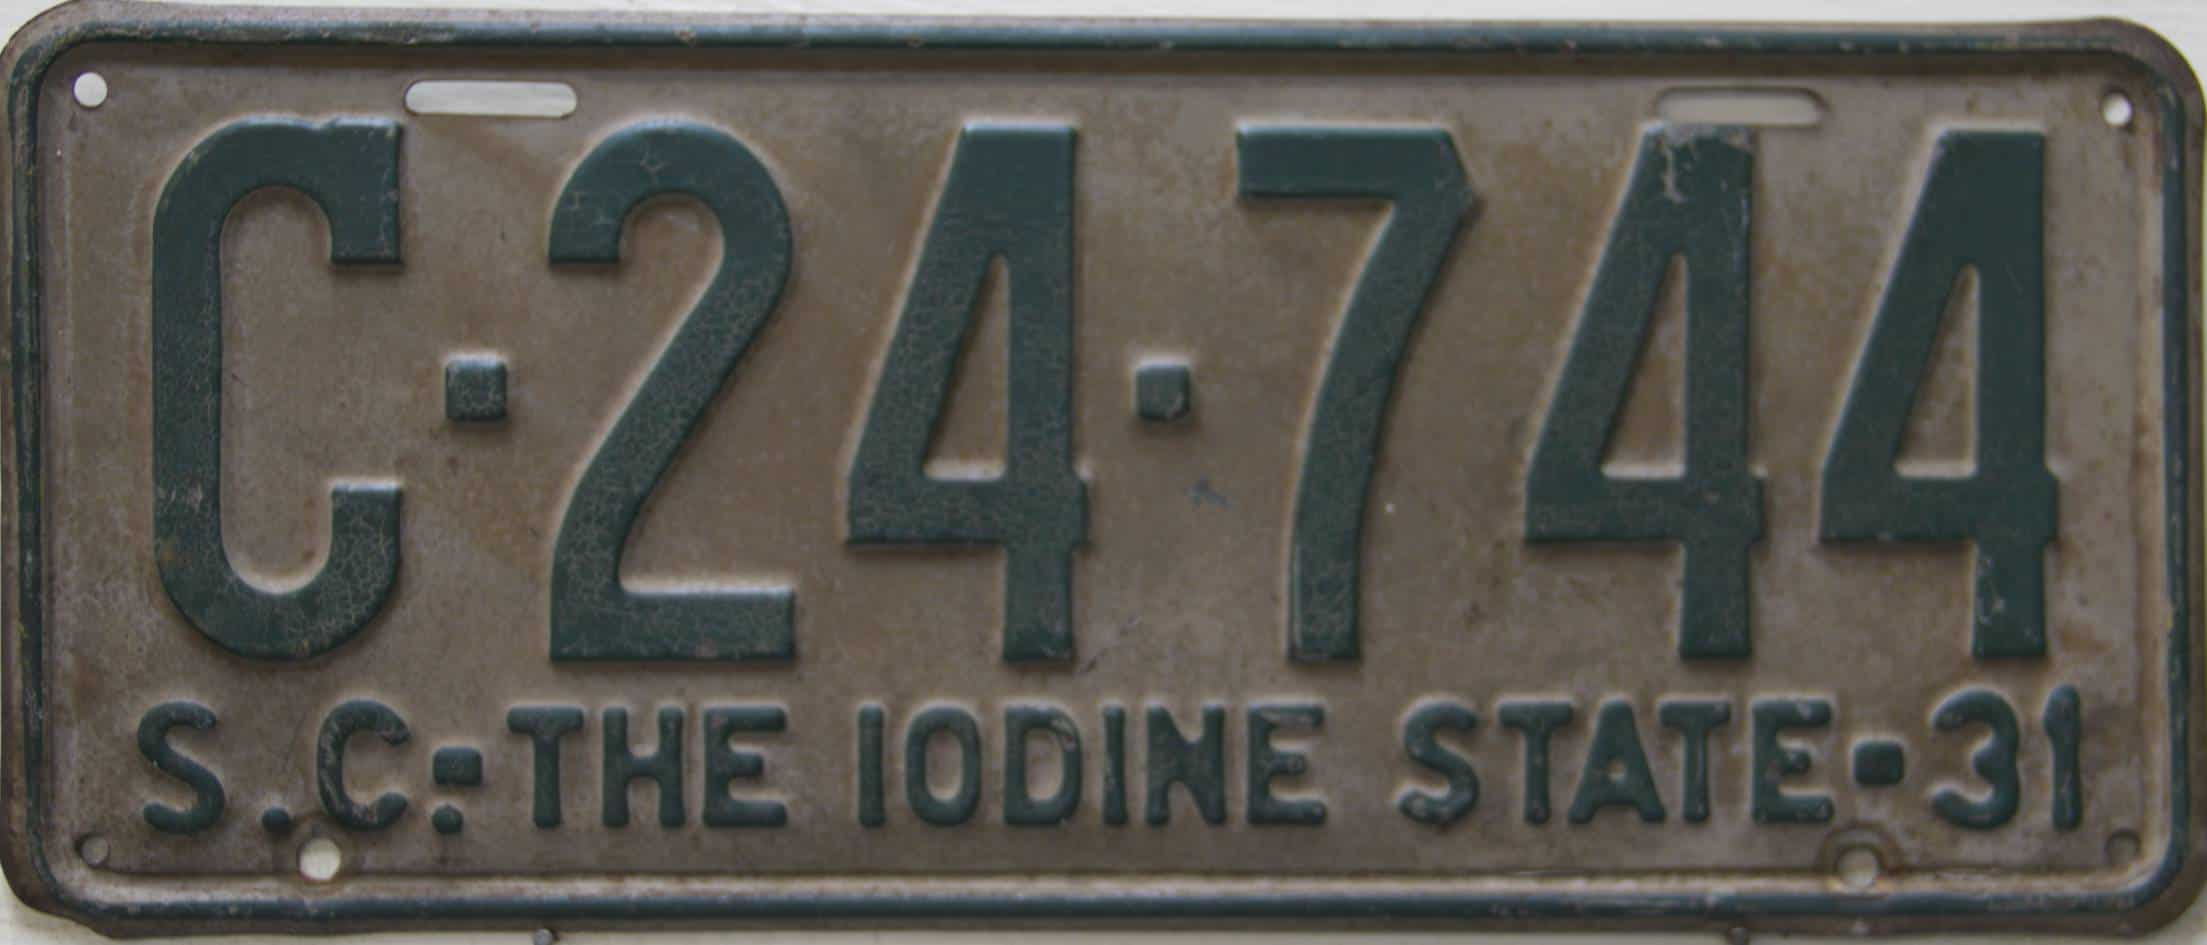 C-24-744
S.C.-THE IODINE STATE-31